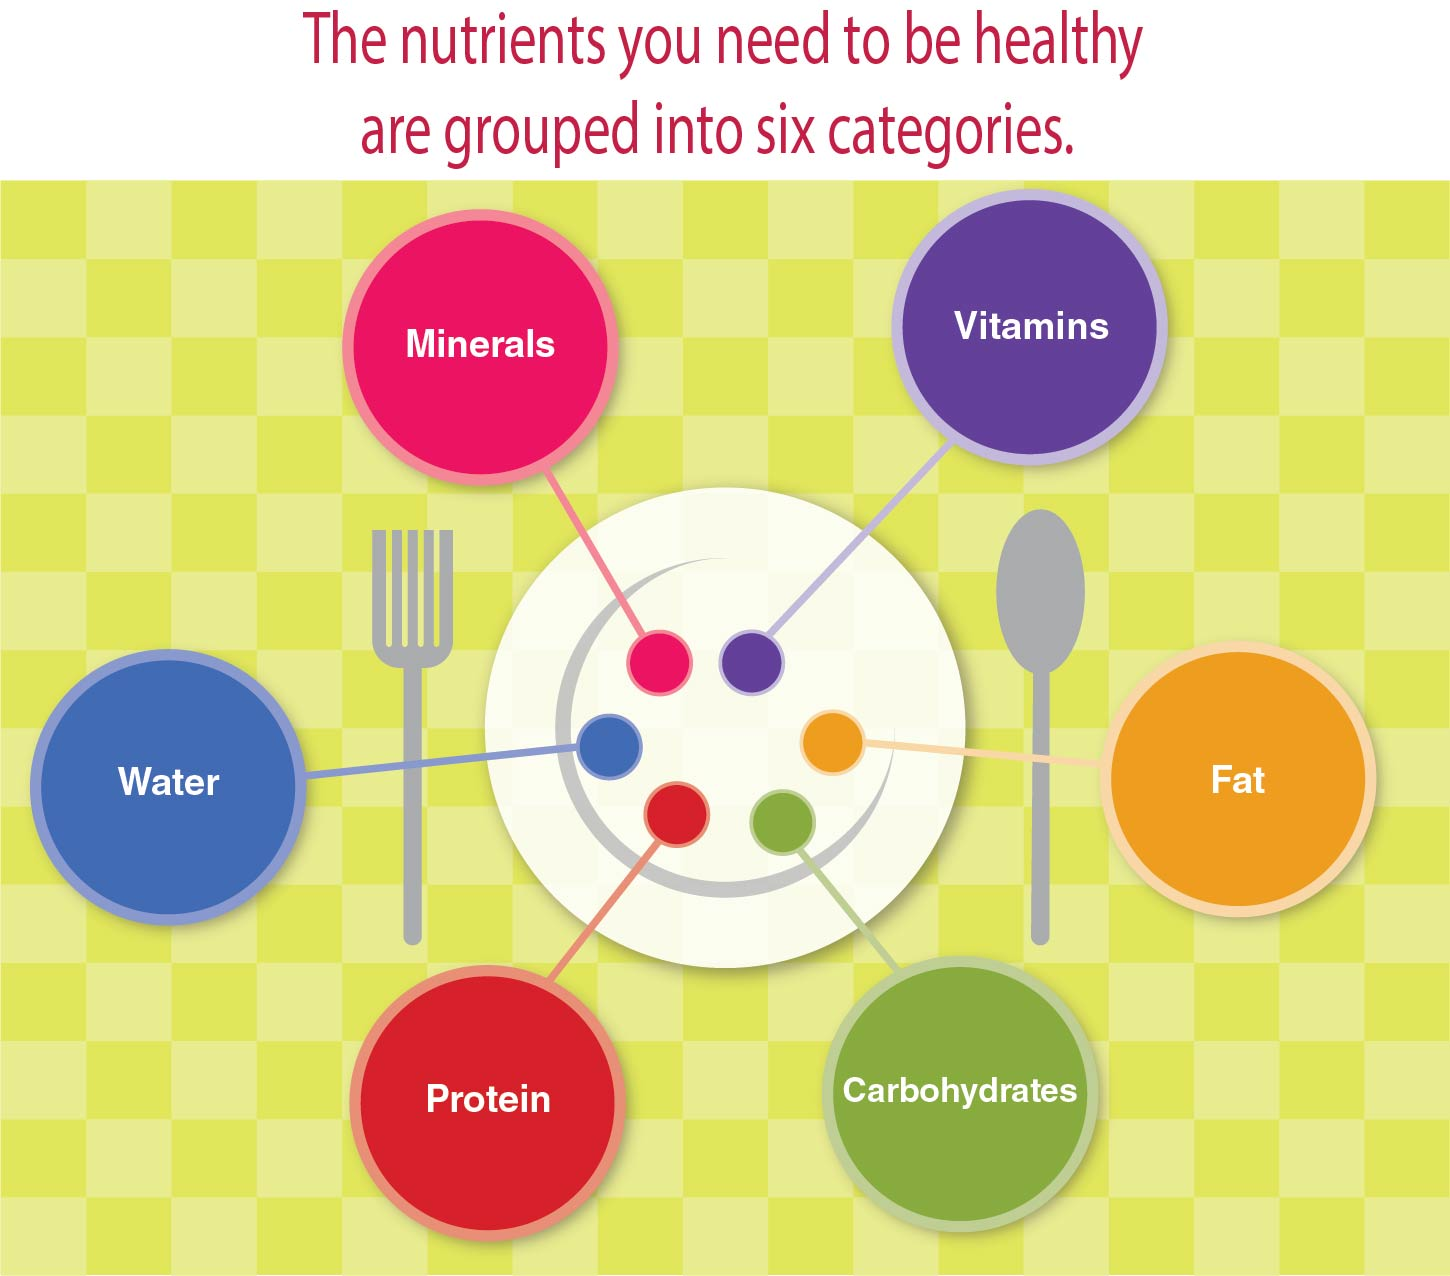 The nutrients you need to be healthy
are grouped into six categories.
Minerals
Vitamins
Water
Fat
Protein
Carbohydrates